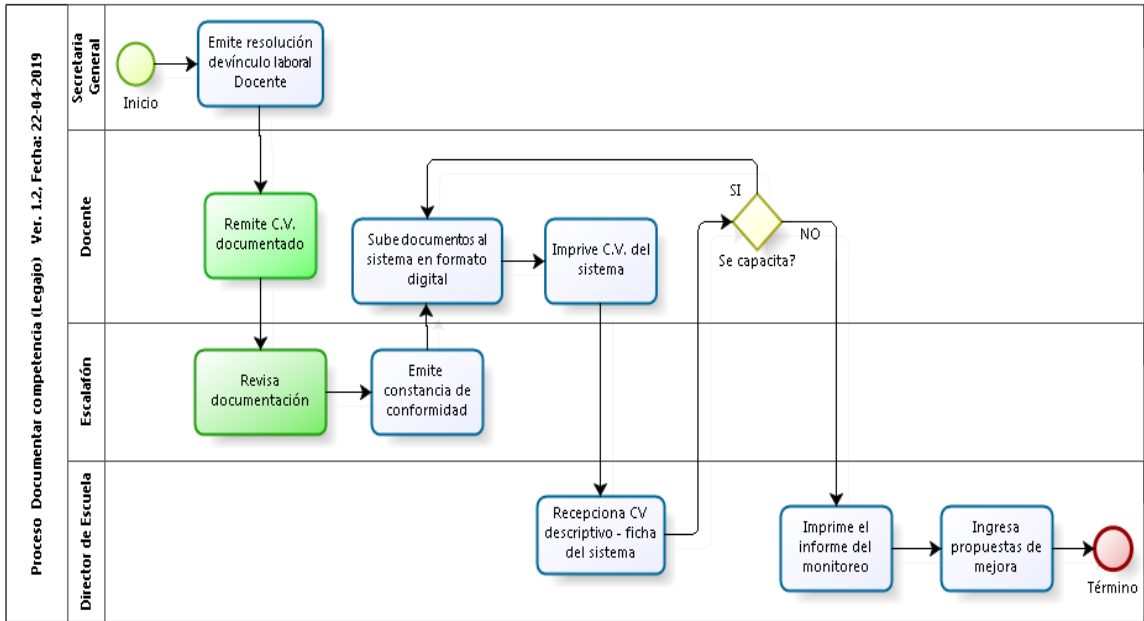 Proceso Documentar competencia (Legajo) Ver. 1.2, Fecha: 22-04-2019
Secretaria
General
Inicio
Emite resolución
devínculo laboral
Docente
Docente
Remite C.V.
documentado
Sube documentos al
sistema en formato
digital
Imprive C.V. del
sistema
SI
NO
Se capacita?
Escalafón
Revisa
documentación
Emite
constancia de
conformidad
Director de Escuela
Recepciona CV
descriptivo - ficha
del sistema
Imprime el
informe del
monitoreo
Ingresa
propuestas de
mejora
Término